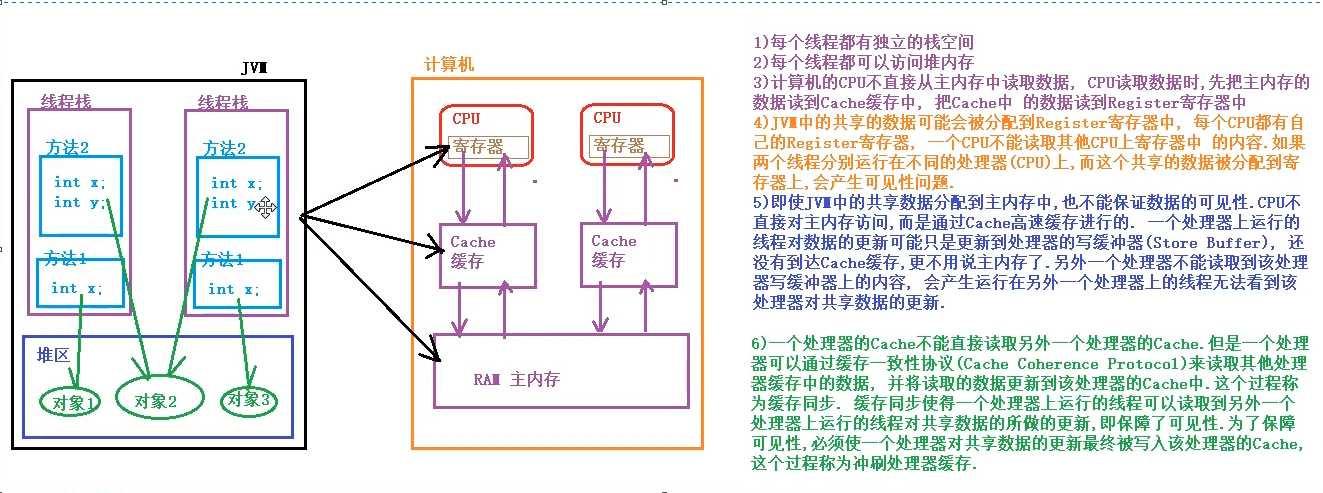 JVM
线程栈
线程栈
方法2
int x;
int y;
方法1
int x;
方法2
int x;
int y
方法1
int x;
堆区
对象1
对象2
对象3
计算机
CPU
寄存器
CPU
寄存器
Cache
缓存
Cache
缓存
RAM 主内存
1)每个线程都有独立的栈空间
2)每个线程都可以访问堆内存
3)计算机的CPU不直接从主内存中读取数据, CPU读取数据时,先把主内存的
数据读到Cache缓存中, 把Cache中 的数据读到Register寄存器中
4)JVM中的共享的数据可能会被分配到Register寄存器中, 每个CPU都有自
己的Register寄存器, 一个CPU不能读取其他CPU上寄存器中 的内容.如果
两个线程分别运行在不同的处理器(CPU)上,而这个共享的数据被分配到寄
存器上,会产生可见性问题.
5)即使JVM中的共享数据分配到主内存中,也不能保证数据的可见性.CPU不
直接对主内存访问,而是通过Cache高速缓存进行的. 一个处理器上运行的
线程对数据的更新可能只是更新到处理器的写缓冲器(Store Buffer), 还
没有到达Cache缓存,更不用说主内存了.另外一个处理器不能读取到该处理
器写缓冲器上的内容, 会产生运行在另外一个处理器上的线程无法看到该
处理器对共享数据的更新.
6)一个处理器的Cache不能直接读取另外一个处理器的Cache.但是一个处理
器可以通过缓存一致性协议(Cache Coherence Protocol)来读取其他处理
器缓存中的数据, 并将读取的数据更新到该处理器的Cache中.这个过程称
为缓存同步. 缓存同步使得一个处理器上运行的线程可以读取到另外一个
处理器上运行的线程对共享数据的所做的更新,即保障了可见性.为了保障
可见性,必须使一个处理器对共享数据的更新最终被写入该处理器的Cache,
这个过程称为冲刷处理器缓存.